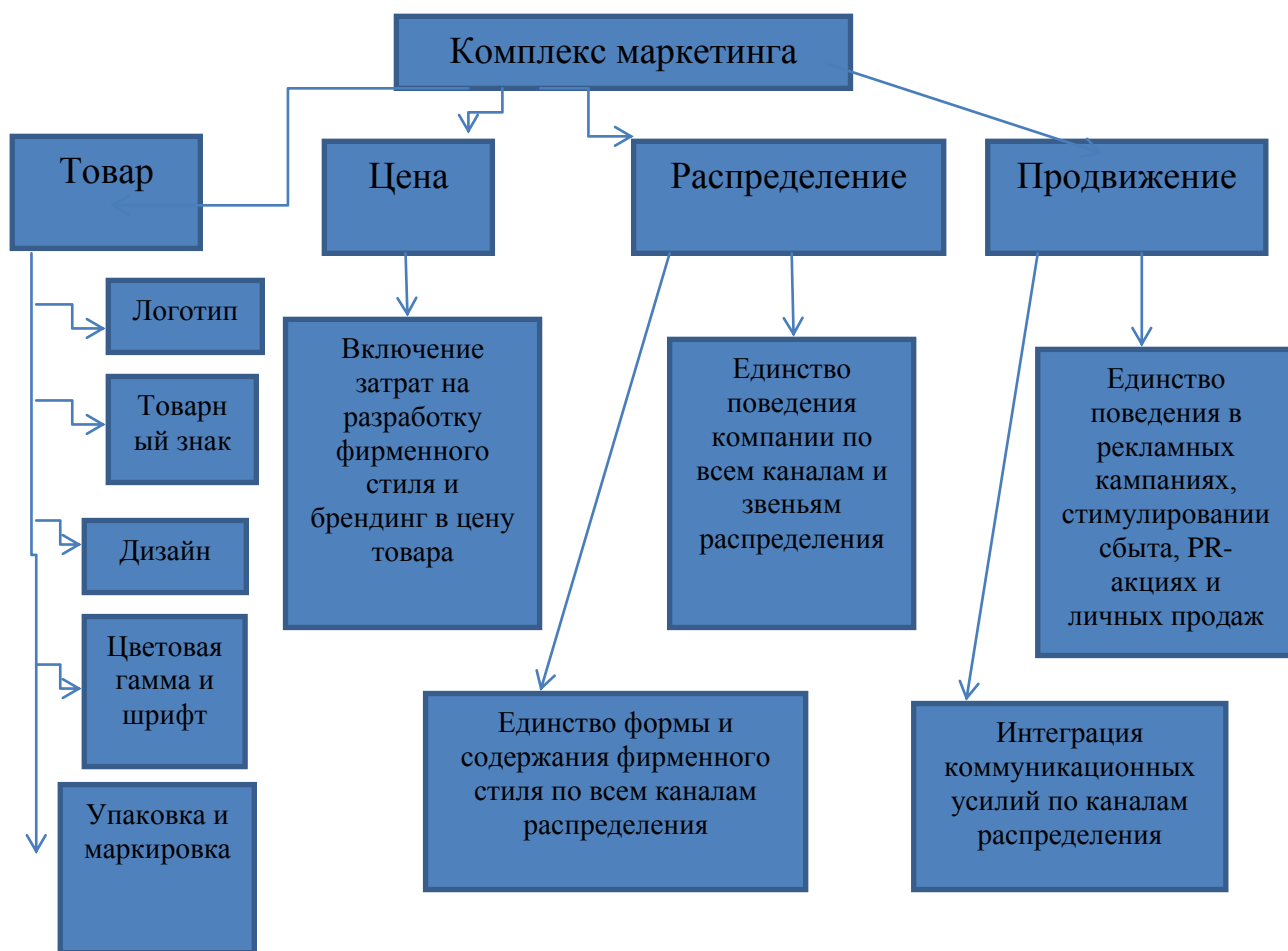 Комплекс маркетинга
Товар
Цена
Распределение
Продвижение
Логотип
Товарн
ый знак
Дизайн
Цветовая
гамма и
шрифт
Упаковка и
маркировка
Включение
затрат на
разработку
фирменного
стиля и
брендинг в цену
товара
Единство
поведения
компании по
всем каналам и
звеньям
распределения
Единство формы и
содержания фирменного
стиля по всем каналам
распределения
Единство
поведения в
рекламных
кампаниях,
стимулировании
сбыта, PR-
акциях и
личных продаж
Интеграция
коммуникационных
усилий по каналам
распределения